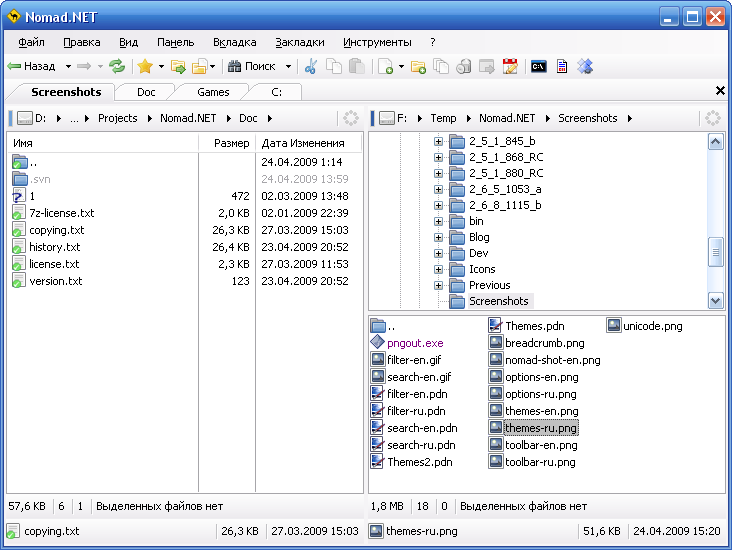 Nomad.NET
Файл Правка Вид Панель Вкладка Закладки Инструменты ?
Назад Поиск
Screenshots Doc Games C:
D: ... Projects Nomad.NET Doc
Имя Размер Дата Изменения
.. 24.04.2009 1:14
.svn 24.04.2009 13:59
1 472 02.03.2009 13:48
7z-license.txt 2,0 KB 02.01.2009 22:39
copying.txt 26,3 KB 27.03.2009 15:03
history.txt 26,4 KB 23.04.2009 20:52
license.txt 2,3 KB 27.03.2009 11:53
version.txt 123 23.04.2009 20:52
57,6 KB 6 1 Выделенных файлов нет
copying.txt 26,3 KB 27.03.2009 15:03
F: Temp Nomad.NET Screenshots
2_5_1_845_b
2_5_1_868_RC
2_5_1_880_RC
2_6_5_1053_a
2_6_8_1115_b
bin
Blog
Dev
Icons
Previous
Screenshots
..
pngout.exe
filter-en.gif
search-en.gif
filter-en.pdn
filter-ru.pdn
search-en.pdn
search-ru.pdn
Themes2.pdn
Themes.pdn
breadcrumb.png
nomad-shot-en.png
options-en.png
options-ru.png
themes-en.png
themes-ru.png
toolbar-en.png
toolbar-ru.png
unicode.png
1,8 MB 18 0 Выделенных файлов нет
themes-ru.png 51,6 KB 24.04.2009 15:20